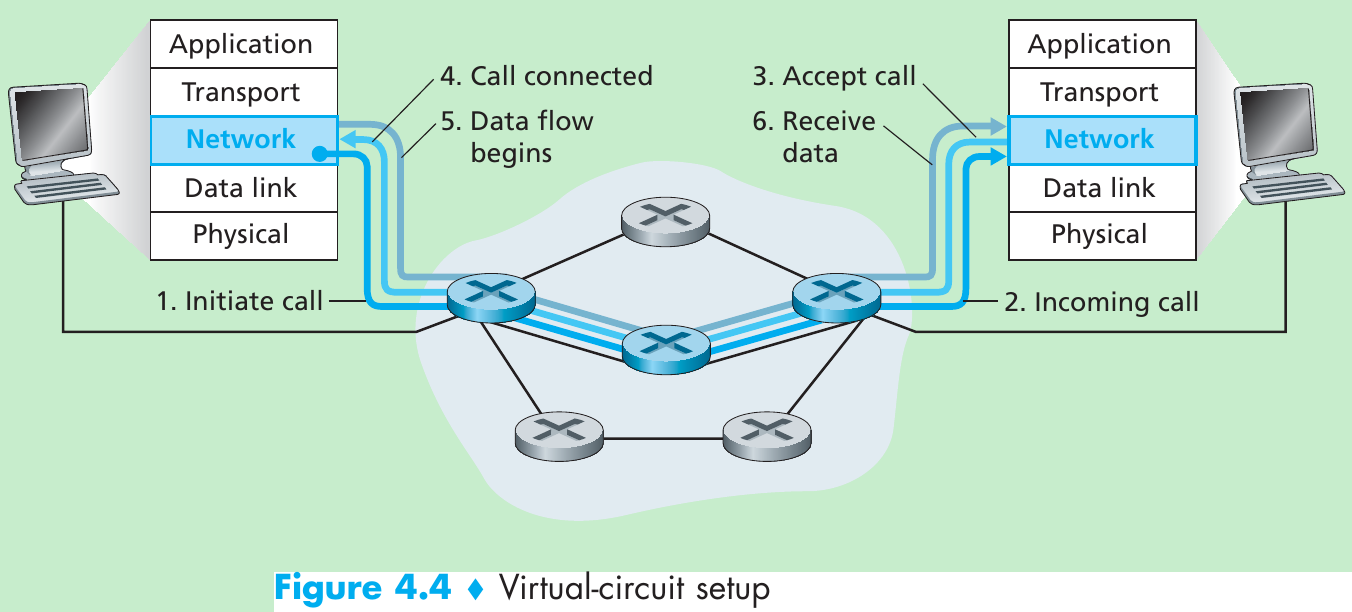 Application
Transport
Network
Data link
Physical
4. Call connected
5. Data flow
begins
3. Accept call
6. Receive
data
Application
Transport
Network
Data link
Physical
1. Initiate call
2. Incoming call
Figure 4.4 ♦ Virtual-circuit setup